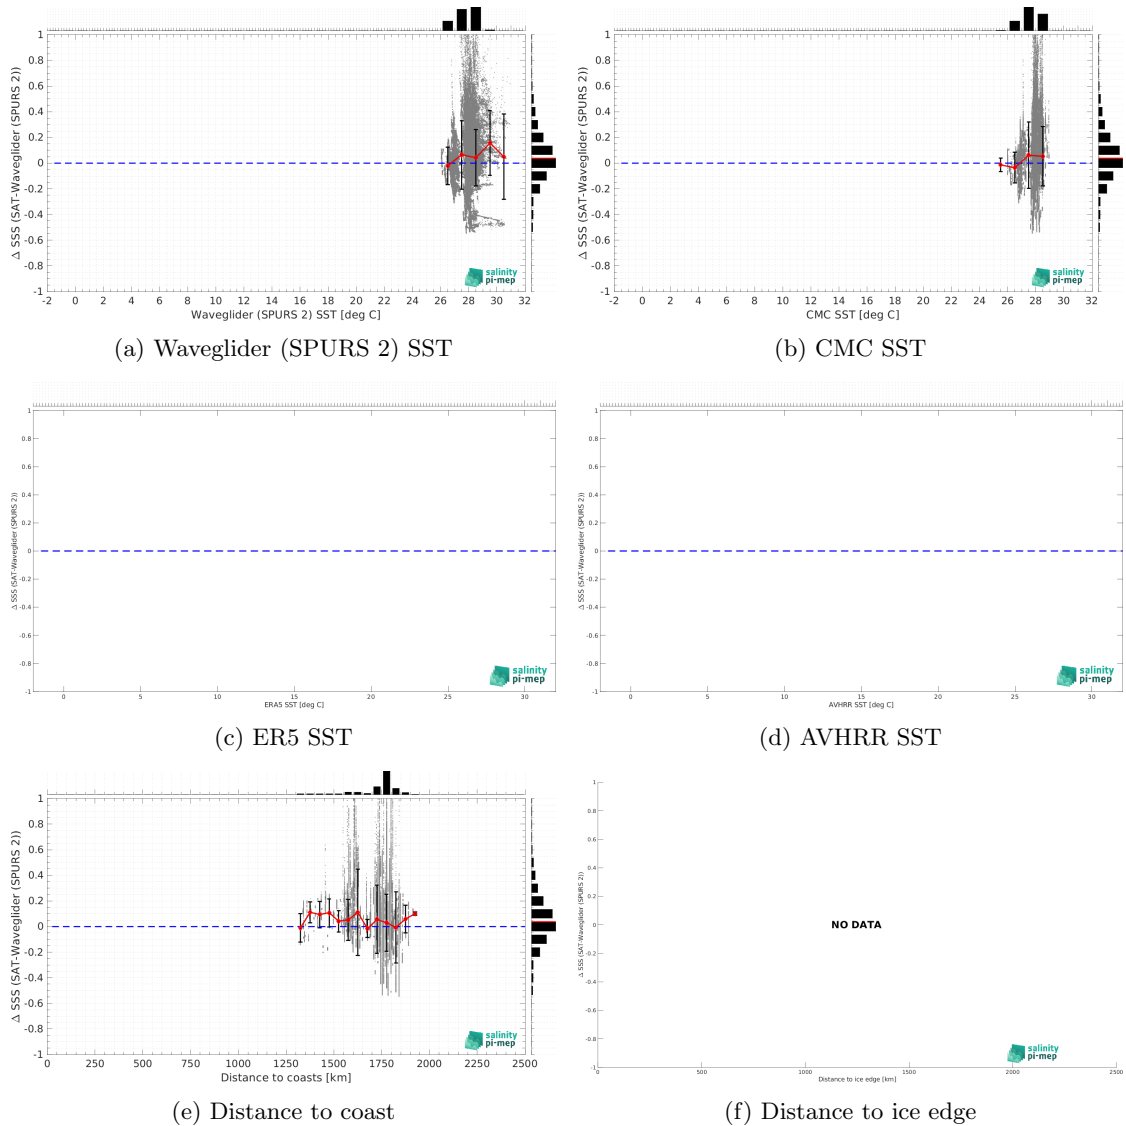 1
0.8
0.6
0.4
0.2
0
-0.2
-0.4
-0.6
-0.8
-1
Δ SSS (SAT-Waveglider (SPURS 2))
salinity
pi-mep
-2 0 2 4 6 8 10 12 14 16 18 20 22 24 26 28 30 32
Waveglider (SPURS 2) SST [deg C]
(a) Waveglider (SPURS 2) SST
1
0.8
0.6
0.4
0.2
0
-0.2
-0.4
-0.6
-0.8
-1
Δ SSS (SAT-Waveglider (SPURS 2))
salinity
pi-mep
-2 0 2 4 6 8 10 12 14 16 18 20 22 24 26 28 30 32
CMC SST [deg C]
(b) CMC SST
1
0.8
0.6
0.4
0.2
0
-0.2
-0.4
-0.6
-0.8
-1
Δ SSS (SAT-Waveglider (SPURS 2))
salinity
pi-mep
0 5 10 15 20 25 30
ERA5 SST [deg C]
(c) ER5 SST
1
0.8
0.6
0.4
0.2
0
-0.2
-0.4
-0.6
-0.8
-1
Δ SSS (SAT-Waveglider (SPURS 2))
salinity
pi-mep
0 5 10 15 20 25 30
AVHRR SST [deg C]
(d) AVHRR SST
1
0.8
0.6
0.4
0.2
0
-0.2
-0.4
-0.6
-0.8
-1
Δ SSS (SAT-Waveglider (SPURS 2))
salinity
pi-mep
0 250 500 750 1000 1250 1500 1750 2000 2250 2500
Distance to coasts [km]
(e) Distance to coast
1
0.8
0.6
0.4
0.2
0
-0.2
-0.4
-0.6
-0.8
-1
Δ SSS (SAT-Waveglider (SPURS 2))
NO DATA
salinity
pi-mep
0 500 1000 1500 2000 2500
Distance to ice edge [km]
(f) Distance to ice edge